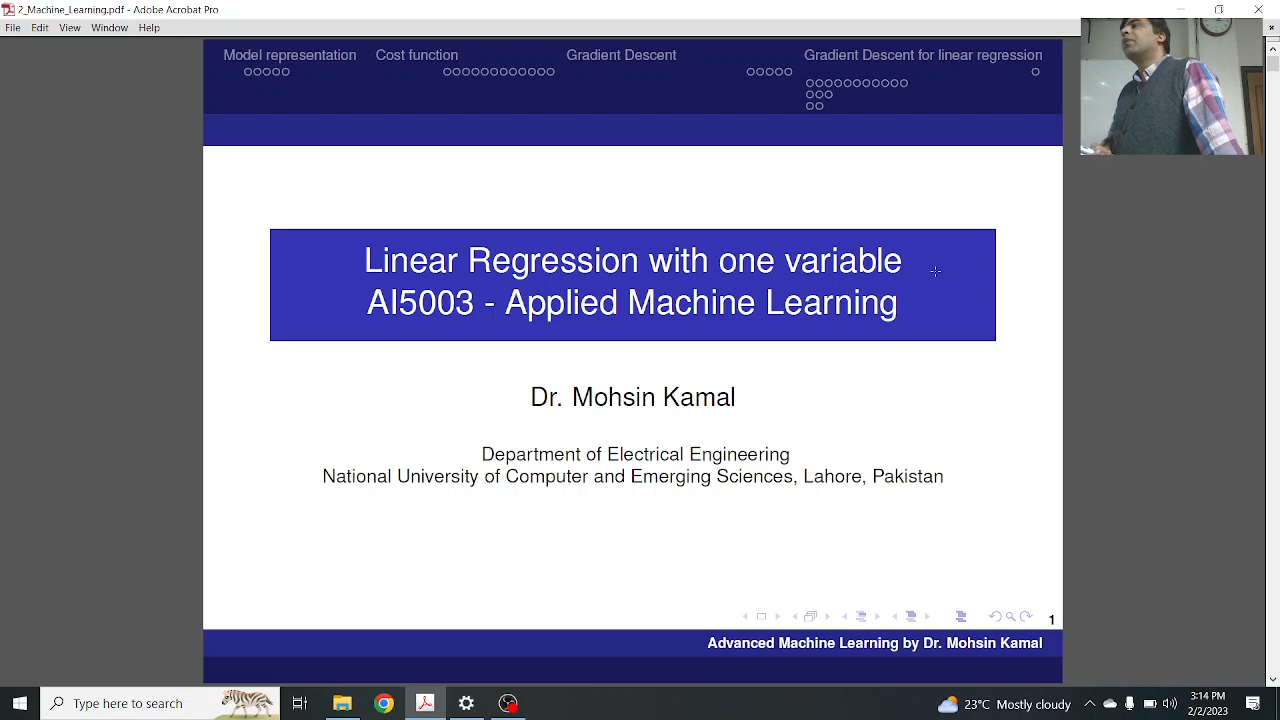 2_Machine_Learning.pdf - Adobe Acrobat Pro
File Edit View Window Help
Model representation Cost function Gradient Descent Gradient Descent for linear regression
Linear Regression with one variable
AI5003 - Applied Machine Learning
Dr. Mohsin Kamal
Department of Electrical Engineering
National University of Computer and Emerging Sciences, Lahore, Pakistan
1
Advanced Machine Learning by Dr. Mohsin Kamal
Type here to search
23°C Mostly cloudy
3:14 PM
2/2/2023